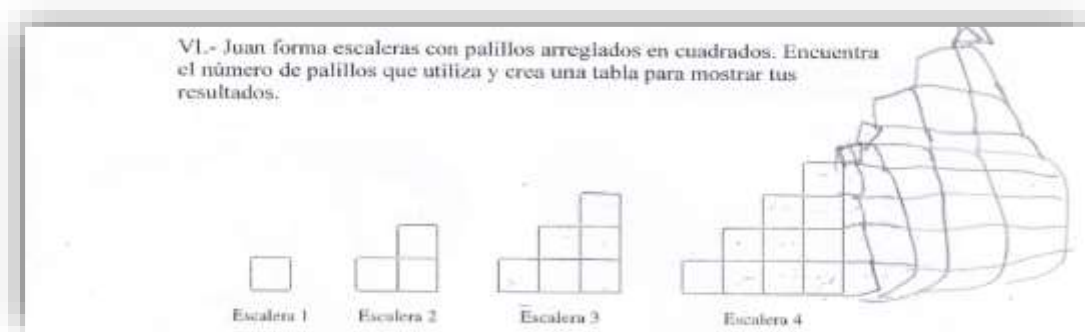 VI.- Juan forma escaleras con palillos arreglados en cuadrados. Encuentra
el número de palillos que utiliza y crea una tabla para mostrar tus
resultados.
Escalera 1 Escalera 2 Escalera 3 Escalera 4